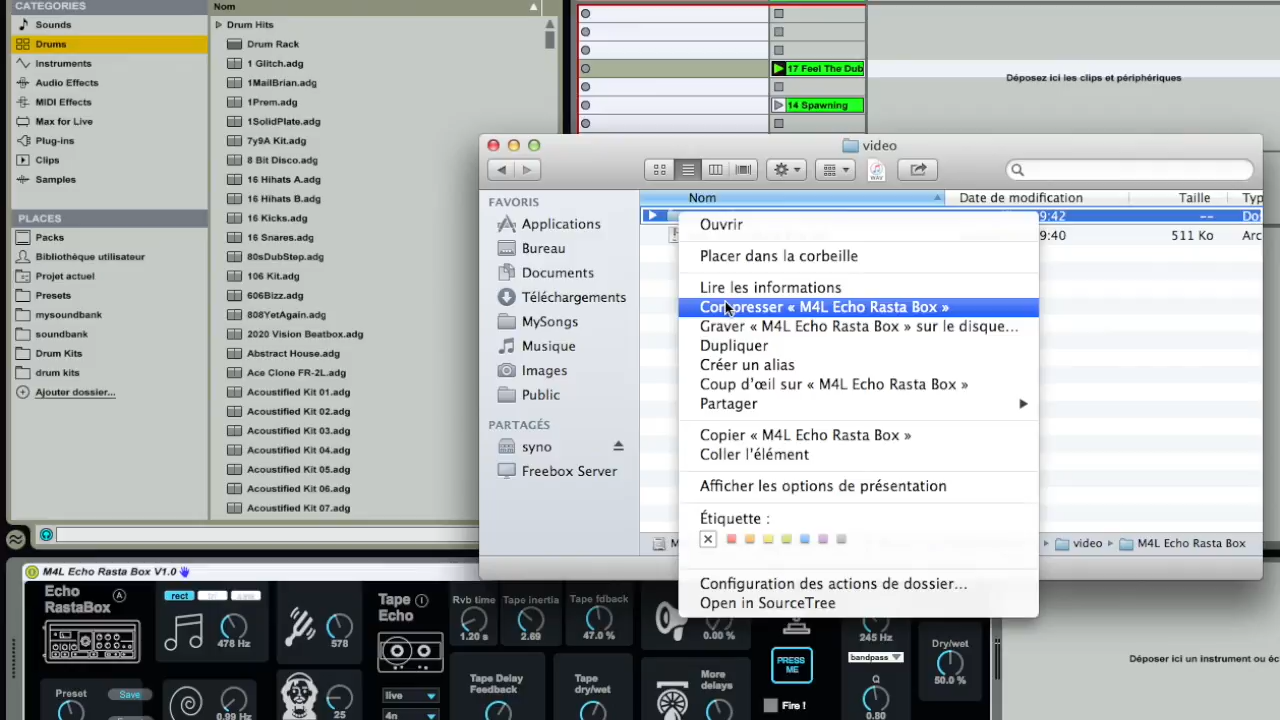 CATEGORIES
Sounds
Drums
Instruments
Audio Effects
MIDI Effects
Max for Live
Plug-ins
Clips
Samples
PLACES
Packs
Bibliothèque utilisateur
Projet actuel
Presets
mysoundbank
soundbank
Drum Kits
drum kits
Ajouter dossier...
Nom
Drum Hits
Drum Rack
1 Glitch.adg
1MailBrian.adg
1Prem.adg
1SolidPlate.adg
7y9A Kit.adg
8 Bit Disco.adg
16 Hihats A.adg
16 Hihats B.adg
16 Kicks.adg
16 Snares.adg
80sDubStep.adg
106 Kit.adg
606Bizz.adg
808YetAgain.adg
2020 Vision Beatbox.adg
Abstract House.adg
Ace Clone FR-2L.adg
Acoustified Kit 01.adg
Acoustified Kit 02.adg
Acoustified Kit 03.adg
Acoustified Kit 04.adg
Acoustified Kit 05.adg
Acoustified Kit 06.adg
Acoustified Kit 07.adg
17 Feel The Dub
14 Spawning
Déposez ici les clips et périphériques
video
WAV
FAVORIS
Applications
Bureau
Documents
Téléchargements
MySongs
Musique
Images
Public
PARTAGÉS
syno
Freebox Server
Nom
Date de modification
Taille
9:42
--
9:40
511 Ko
Ouvrir
Placer dans la corbeille
Lire les informations
Compresser « M4L Echo Rasta Box »
Graver « M4L Echo Rasta Box » sur le disque…
Dupliquer
Créer un alias
Coup d’œil sur « M4L Echo Rasta Box »
Partager
Copier « M4L Echo Rasta Box »
Coller l’élément
Afficher les options de présentation
Étiquette :
Configuration des actions de dossier…
Open in SourceTree
video
M4L Echo Rasta Box
M4L Echo Rasta Box V1.0
Echo
RastaBox
A
rect
478 Hz
578
Preset
Save
0.99 Hz
25
Tape
Echo
I
live
4n
Rvb time
1.20 s
Tape inertia
2.69
Tape fdback
47.0 %
Tape Delay
Feedback
Tape
dry/wet
0.00 %
More
delays
PRESS
ME
Fire !
245 Hz
bandpass
Q
0.80
Dry/wet
50.0 %
Déposer ici un instrument ou